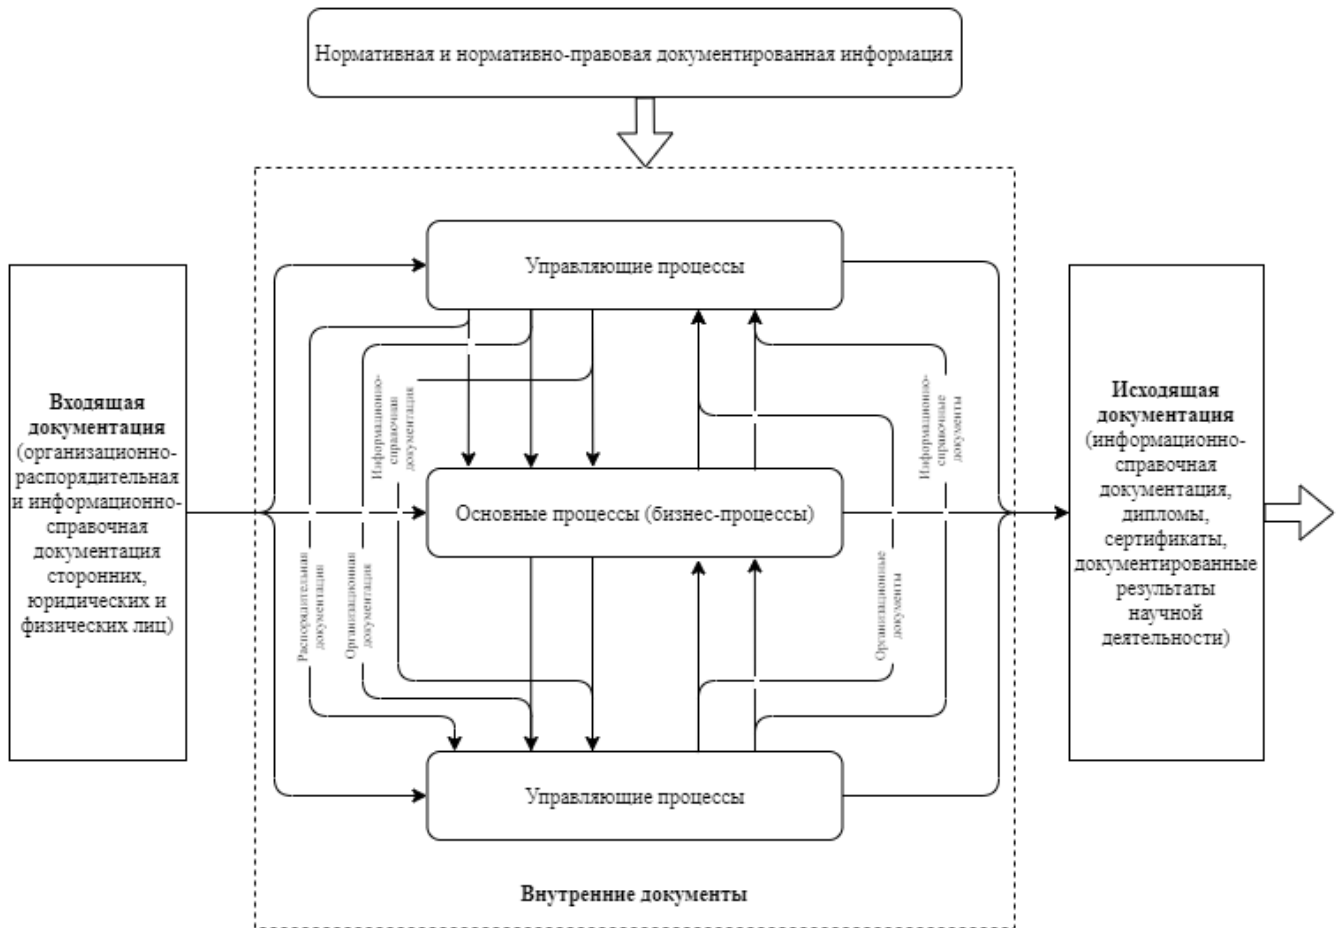 Нормативная и нормативно-правовая документированная информация
Управляющие процессы
Входящая
документация
(организационно-
распорядительная
и информационно-
справочная
документация
сторонних,
юридических и
физических лиц)
Информационно-
справочная
документация
Информационно-
справочные
документы
Исходящая
документация
(информационно-
справочная
документация,
дипломы,
сертификаты,
документированные
результаты
научной
деятельности)
Основные процессы (бизнес-процессы)
Распорядительная
документация
Организационная
документация
Организационные
документы
Управляющие процессы
Внутренние документы